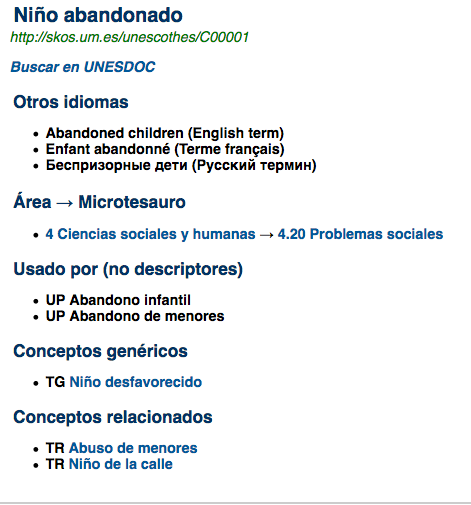 Niño abandonado
http://skos.um.es/unescothes/C00001
Buscar en UNESDOC
Otros idiomas
• Abandoned children (English term)
• Enfant abandonné (Terme français)
• Беспризорные дети (Русский термин)
Área → Microtesauro
• 4 Ciencias sociales y humanas → 4.20 Problemas sociales
Usado por (no descriptores)
• UP Abandono infantil
• UP Abandono de menores
Conceptos genéricos
• TG Niño desfavorecido
Conceptos relacionados
• TR Abuso de menores
• TR Niño de la calle